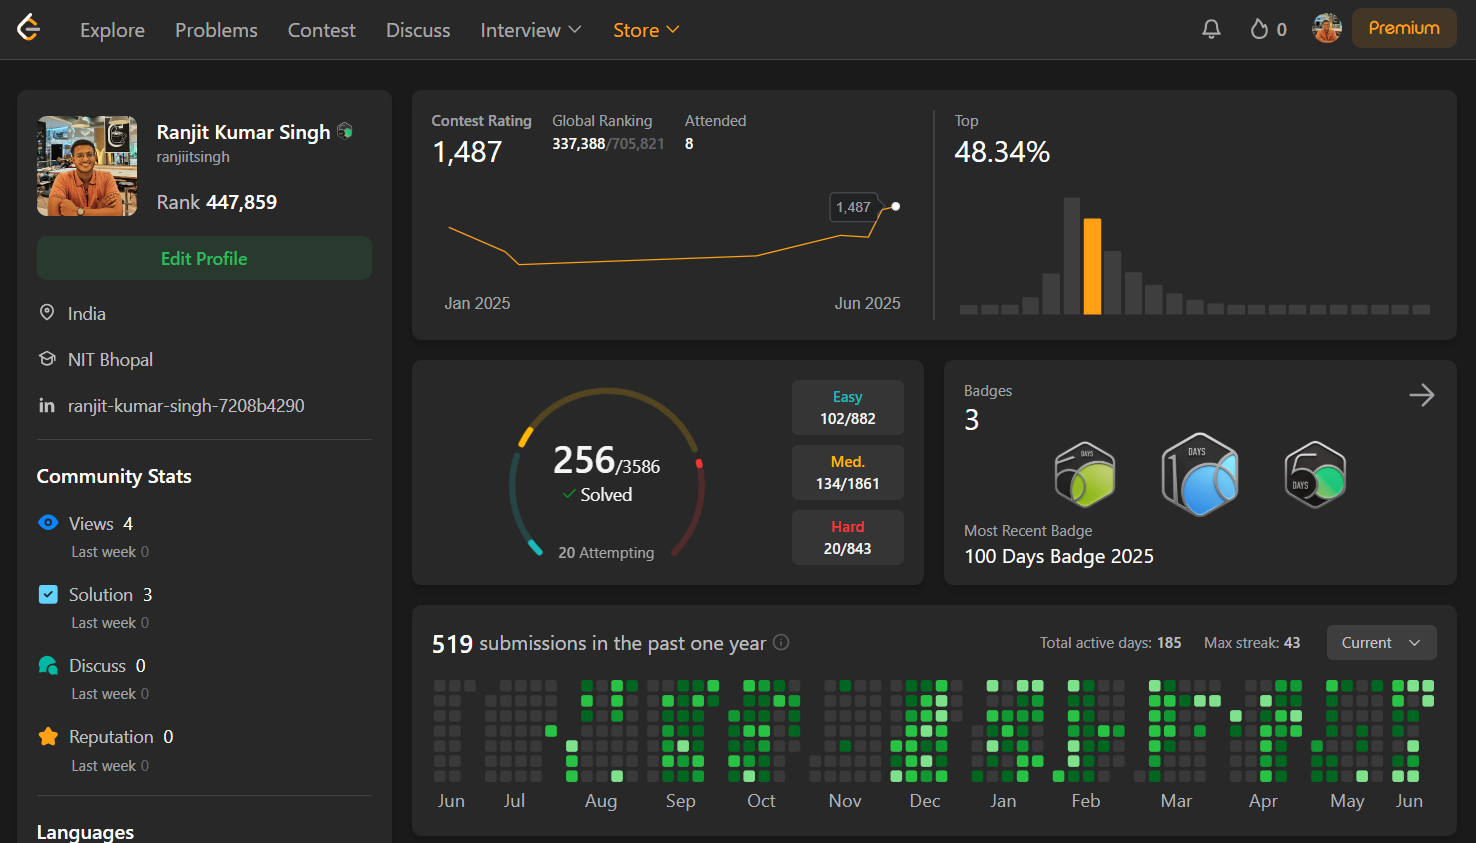 Explore Problems Contest Discuss Interview Store
0
Premium
Ranjit Kumar Singh
ranjiitsingh
Rank 447,859
Edit Profile
India
NIT Bhopal
ranjit-kumar-singh-7208b4290
Community Stats
Views 4
Last week 0
Solution 3
Last week 0
Discuss 0
Last week 0
Reputation 0
Last week 0
Languages
Contest Rating
1,487
Global Ranking
337,388/705,821
Attended
8
1,487
Jan 2025 Jun 2025
Top
48.34%
256/3586
Solved
20 Attempting
Easy
102/882
Med.
134/1861
Hard
20/843
Badges
3
DAYS
DAYS
100
50
DAYS
Most Recent Badge
100 Days Badge 2025
519 submissions in the past one year
Total active days: 185 Max streak: 43
Current
Jun Jul Aug Sep Oct Nov Dec Jan Feb Mar Apr May Jun